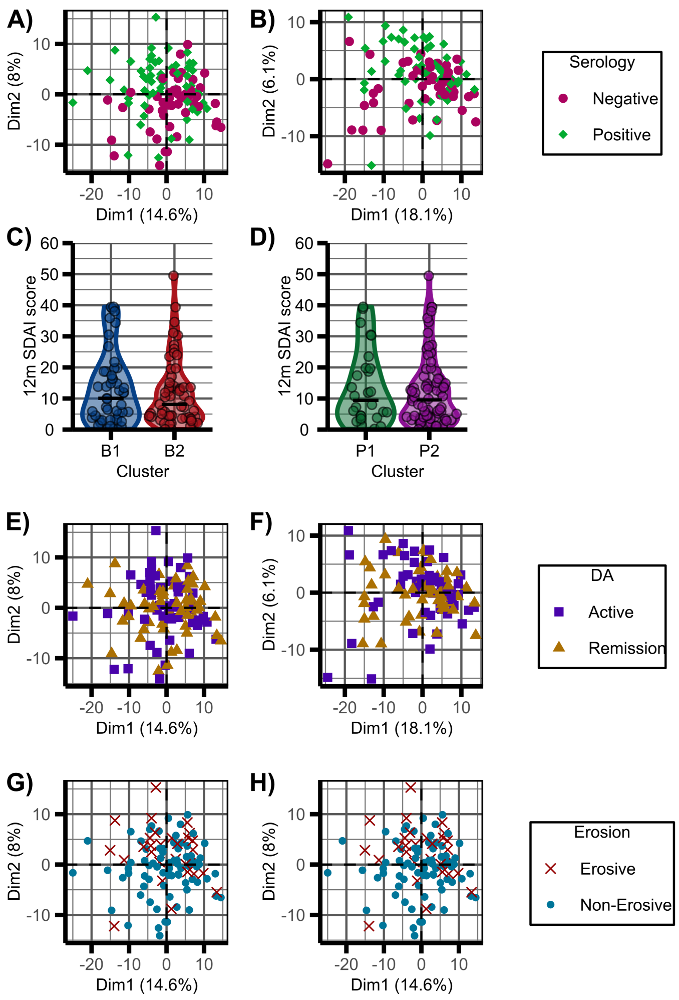 A)
Dim2 (8%)
10
0
-10
-20 -10 0 10
Dim1 (14.6%)
B)
Dim2 (6.1%)
10
0
-10
-20 -10 0 10
Dim1 (18.1%)
Serology
Negative
Positive
C)
12m SDAI score
60
50
40
30
20
10
0
B1 B2
Cluster
D)
12m SDAI score
60
50
40
30
20
10
0
P1 P2
Cluster
E)
Dim2 (8%)
10
0
-10
-20 -10 0 10
Dim1 (14.6%)
F)
Dim2 (6.1%)
10
0
-10
-20 -10 0 10
Dim1 (18.1%)
DA
Active
Remission
G)
Dim2 (8%)
10
0
-10
-20 -10 0 10
Dim1 (14.6%)
H)
Dim2 (8%)
10
0
-10
-20 -10 0 10
Dim1 (14.6%)
Erosion
Erosive
Non-Erosive